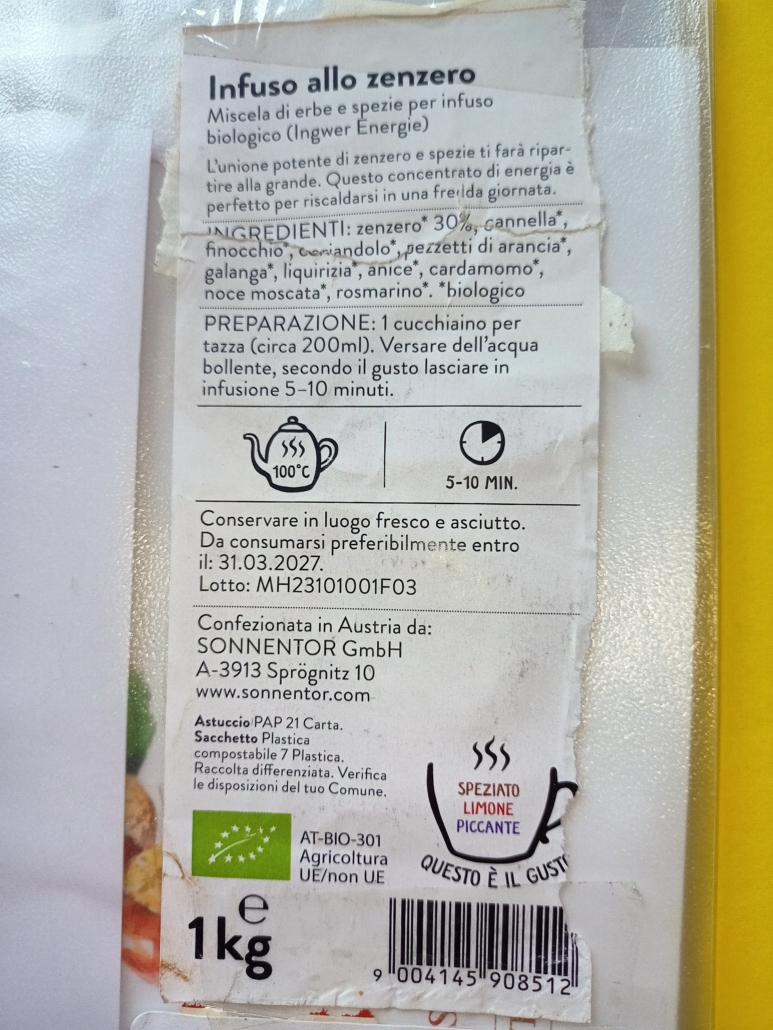 Infuso allo zenzero
Miscela di erbe e spezie per infuso
biologico (Ingwer Energie)
L'unione potente di zenzero e spezie ti farà ripar-
tire alla grande. Questo concentrato di energia è
perfetto per riscaldarsi in una fredda giornata.
INGREDIENTI: zenzero* 30%, cannella*,
finocchio*, coriandolo*, pezzetti di arancia*,
galanga*, liquirizia*, anice*, cardamomo*,
noce moscata*, rosmarino*. *biologico
PREPARAZIONE: 1 cucchiaino per
tazza (circa 200ml). Versare dell'acqua
bollente, secondo il gusto lasciare in
infusione 5-10 minuti.
100°C
5-10 MIN.
Conservare in luogo fresco e asciutto.
Da consumarsi preferibilmente entro
il: 31.03.2027.
Lotto: MH23101001F03
Confezionata in Austria da:
SONNENTOR GmbH
A-3913 Sprögnitz 10
www.sonnentor.com
Astuccio PAP 21 Carta.
Sacchetto Plastica
compostabile 7 Plastica.
Raccolta differenziata. Verifica
le disposizioni del tuo Comune.
SPEZIATO
LIMONE
PICCANTE
QUESTO È IL GUST
AT-BIO-301
Agricoltura
UE/non UE
1kg e
9 004145 908512